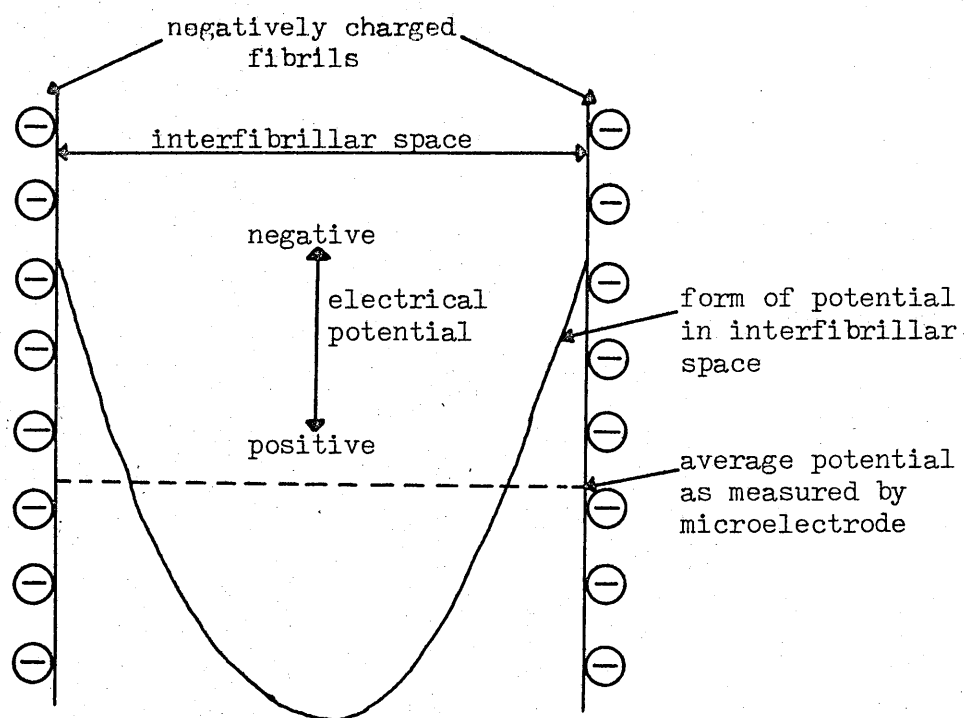 negatively charged
fibrils
interfibrillar space
negative
electrical
potential
positive
form of potential
in interfibrillar
space
average potential
as measured by
microelectrode